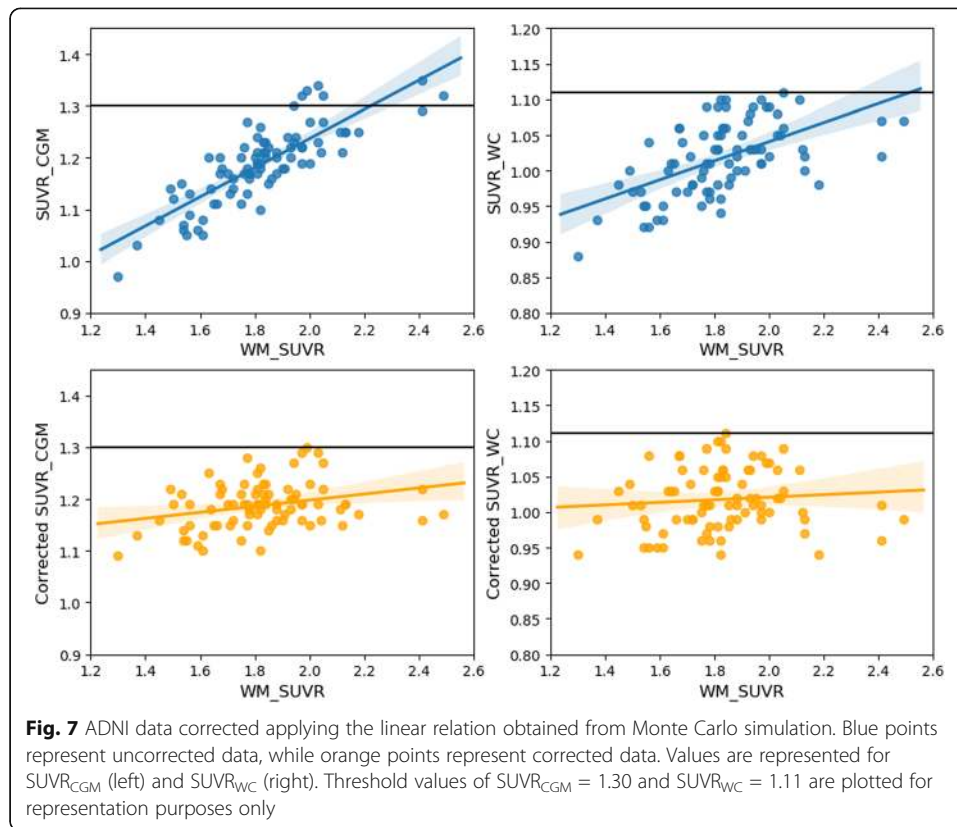 1.4
1.3
1.2
1.1
1.0
0.9
SUVR_CGM
1.2 1.4 1.6 1.8 2.0 2.2 2.4 2.6
WM_SUVR
1.20
1.15
1.10
1.05
1.00
0.95
0.90
0.85
0.80
SUVR_WC
1.2 1.4 1.6 1.8 2.0 2.2 2.4 2.6
WM_SUVR
1.4
1.3
1.2
1.1
1.0
0.9
Corrected SUVR_CGM
1.2 1.4 1.6 1.8 2.0 2.2 2.4 2.6
WM_SUVR
1.20
1.15
1.10
1.05
1.00
0.95
0.90
0.85
0.80
Corrected SUVR_WC
1.2 1.4 1.6 1.8 2.0 2.2 2.4 2.6
WM_SUVR
Fig. 7 ADNI data corrected applying the linear relation obtained from Monte Carlo simulation. Blue points
represent uncorrected data, while orange points represent corrected data. Values are represented for
SUVRCGM (left) and SUVRWC (right). Threshold values of SUVRCGM = 1.30 and SUVRWC = 1.11 are plotted for
representation purposes only